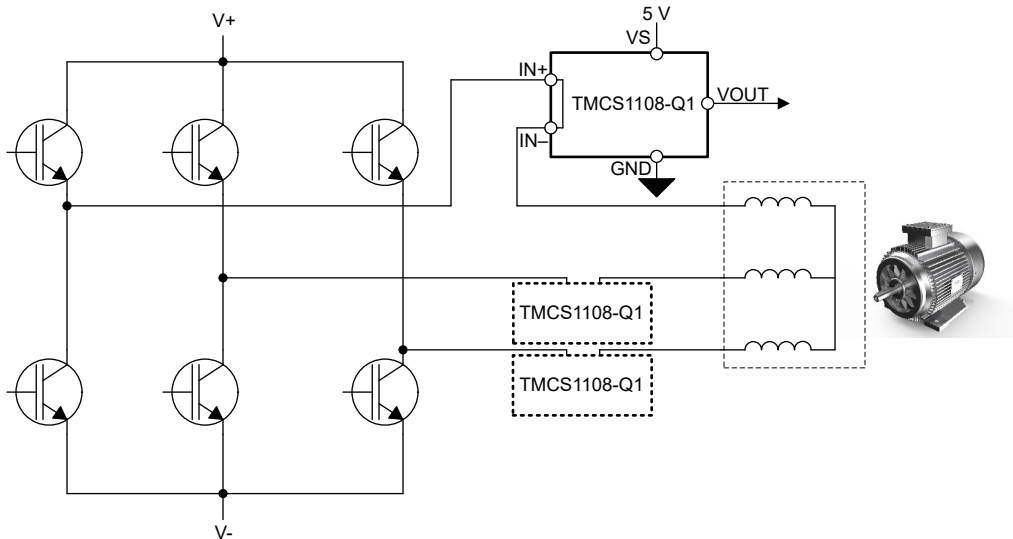 V+
5 V
VS
IN+
TMCS1108-Q1
VOUT
IN–
GND
TMCS1108-Q1
TMCS1108-Q1
V-